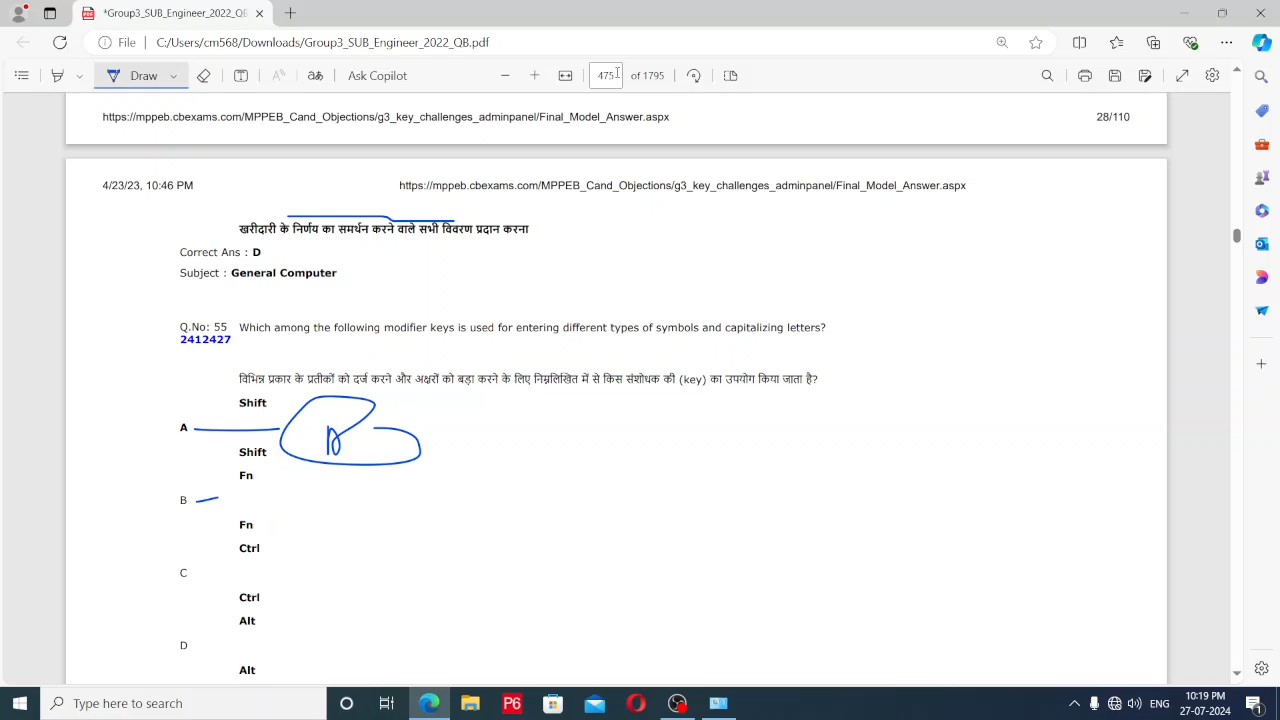 *Group3_SUB_Engineer_2022_QB.
File C:/Users/cm568/Downloads/Group3_SUB_Engineer_2022_QB.pdf
Draw Ask Copilot 475 of 1795
https://mppeb.cbexams.com/MPPEB_Cand_Objections/g3_key_challenges_adminpanel/Final_Model_Answer.aspx 28/110
4/23/23, 10:46 PM https://mppeb.cbexams.com/MPPEB_Cand_Objections/g3_key_challenges_adminpanel/Final_Model_Answer.aspx
खरीदारी के निर्णय का समर्थन करने वाले सभी विवरण प्रदान करना
Correct Ans : D
Subject : General Computer
Q.No: 55 Which among the following modifier keys is used for entering different types of symbols and capitalizing letters?
2412427
विभिन्न प्रकार के प्रतीकों को दर्ज करने और अक्षरों को बड़ा करने के लिए निम्नलिखित में से किस संशोधक की (key) का उपयोग किया जाता है?
Shift
A
Shift
Fn
B
Fn
Ctrl
C
Ctrl
Alt
D
Alt
Type here to search P6 ENG 10:19 PM
27-07-2024